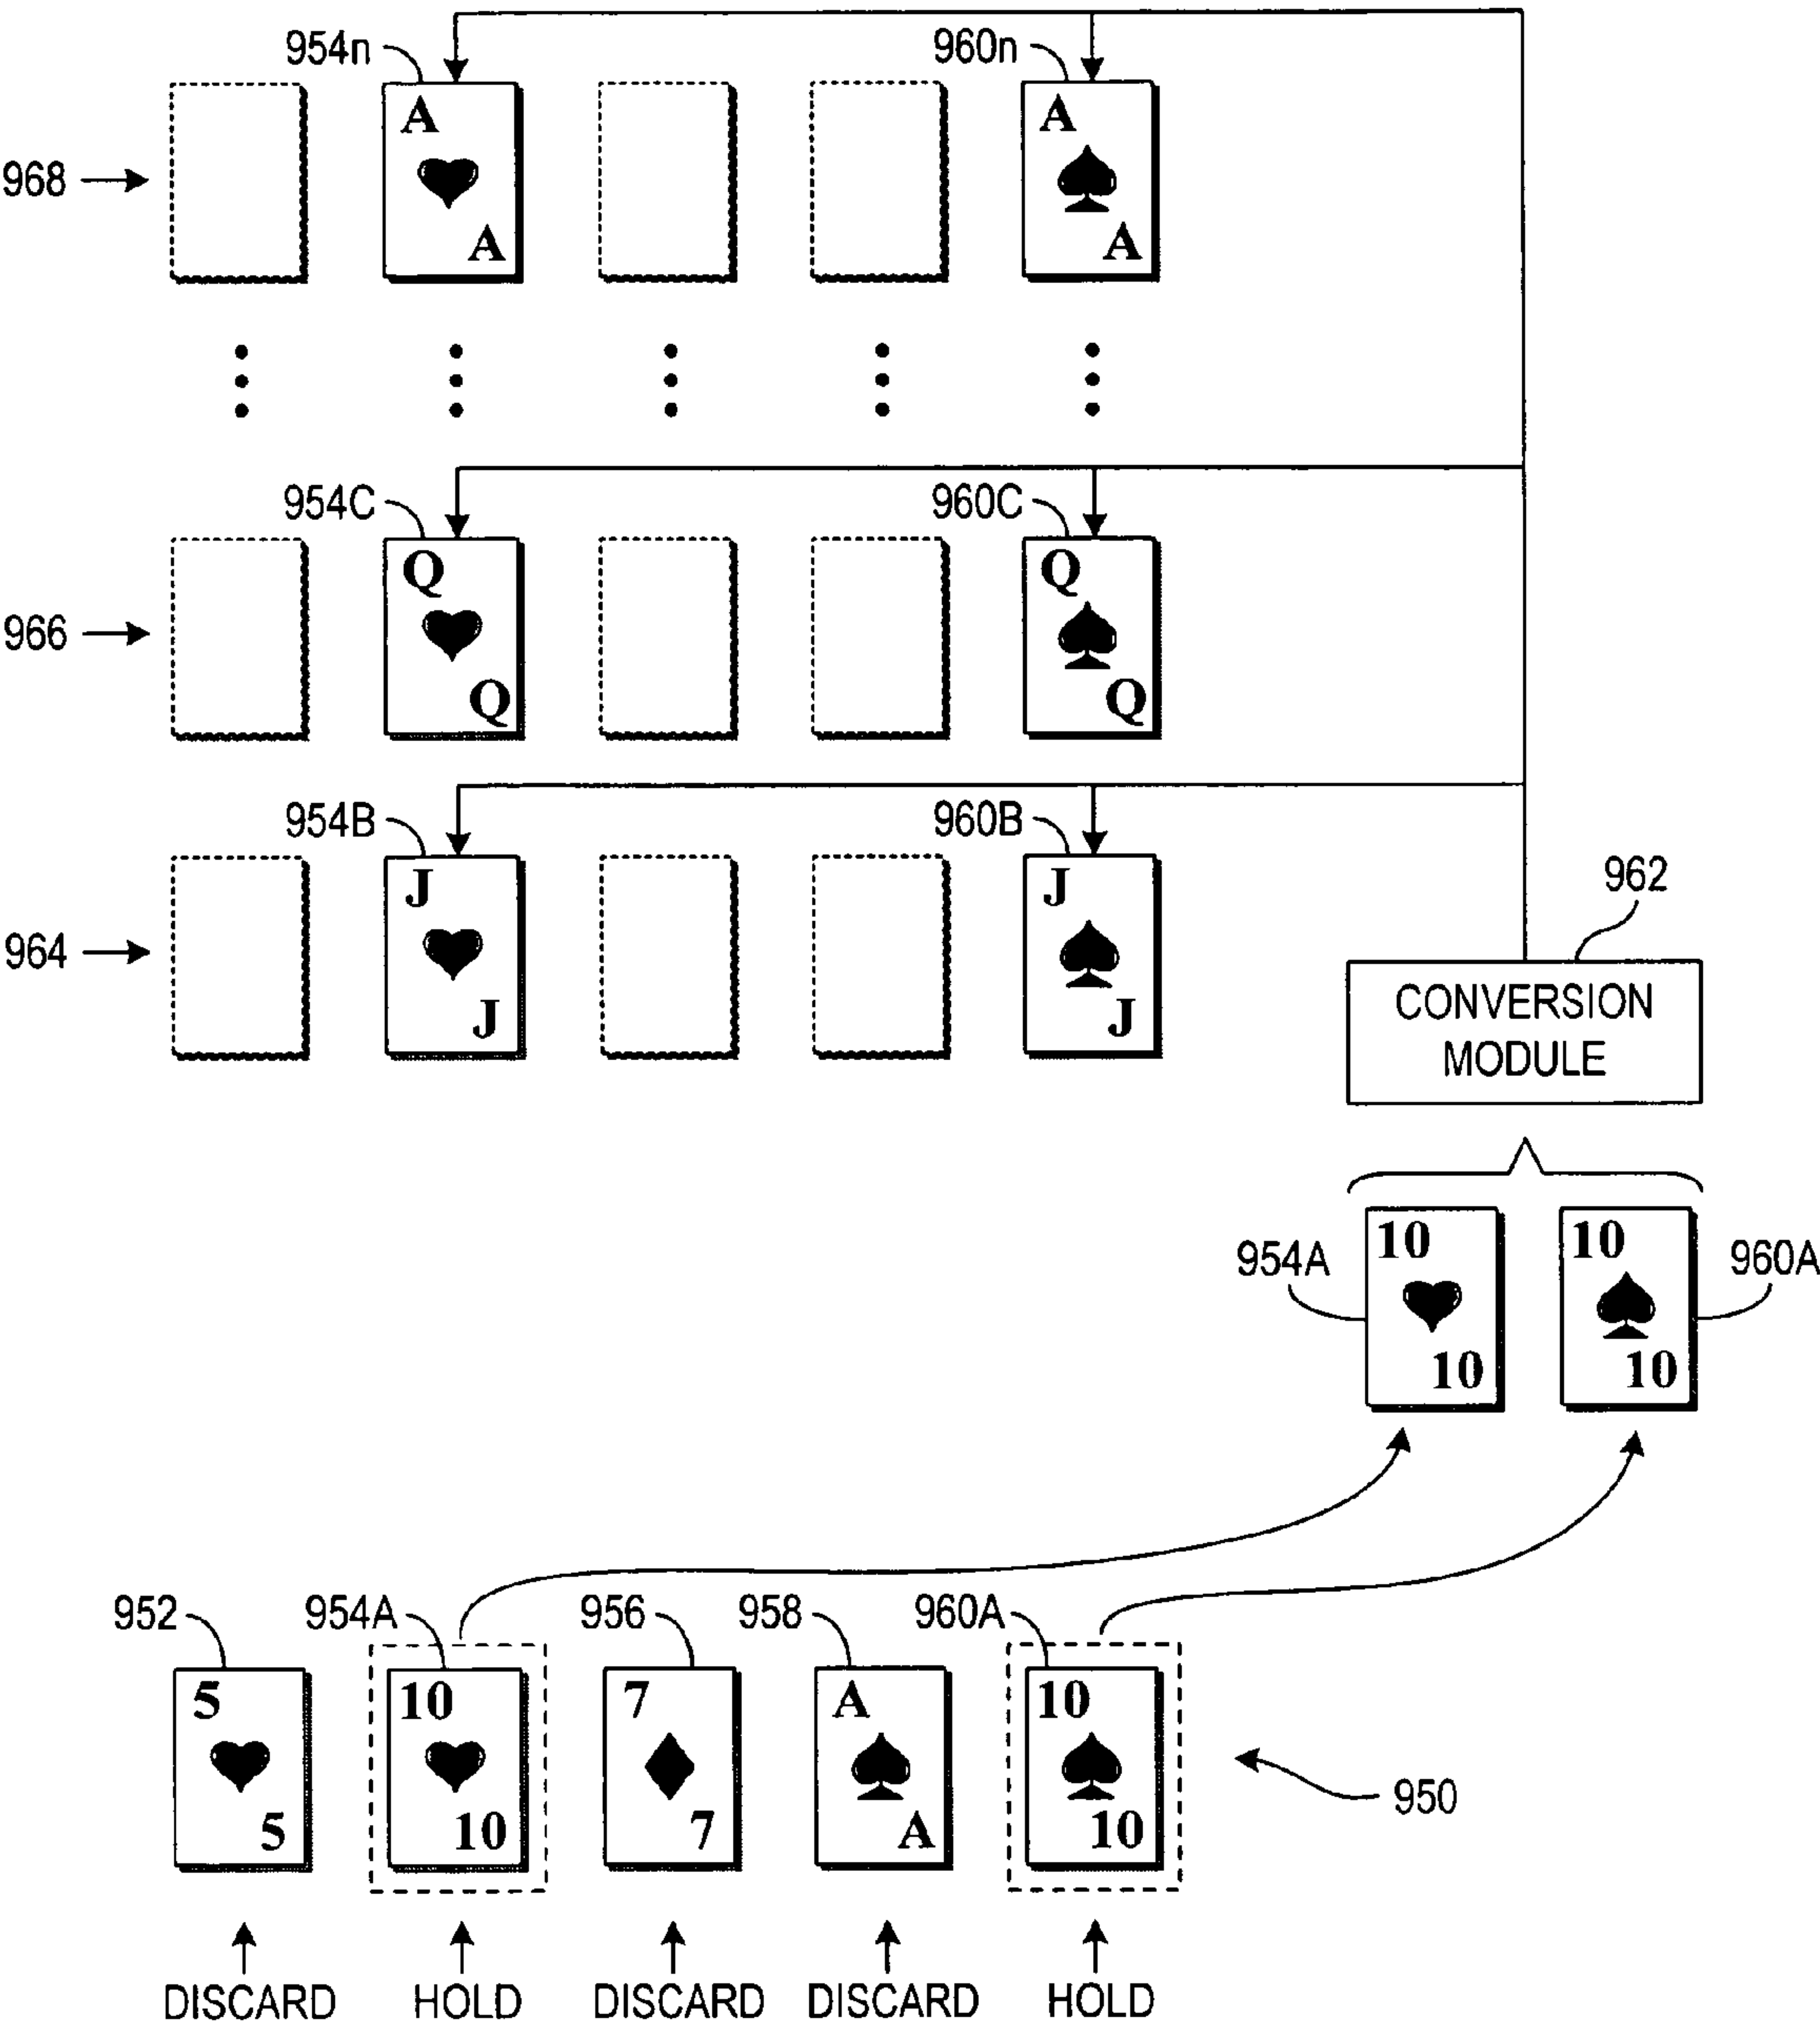 954n
960n
A
A
968
A
A
954C
960C
Q
Q
966
Q
Q
954B
960B
J
J
962
964
CONVERSION
MODULE
J
J
10
10
954A
960A
10
10
952
954A
956
958
960A
5
10
7
A
10
950
5
10
7
A
10
DISCARD
HOLD
DISCARD
DISCARD
HOLD